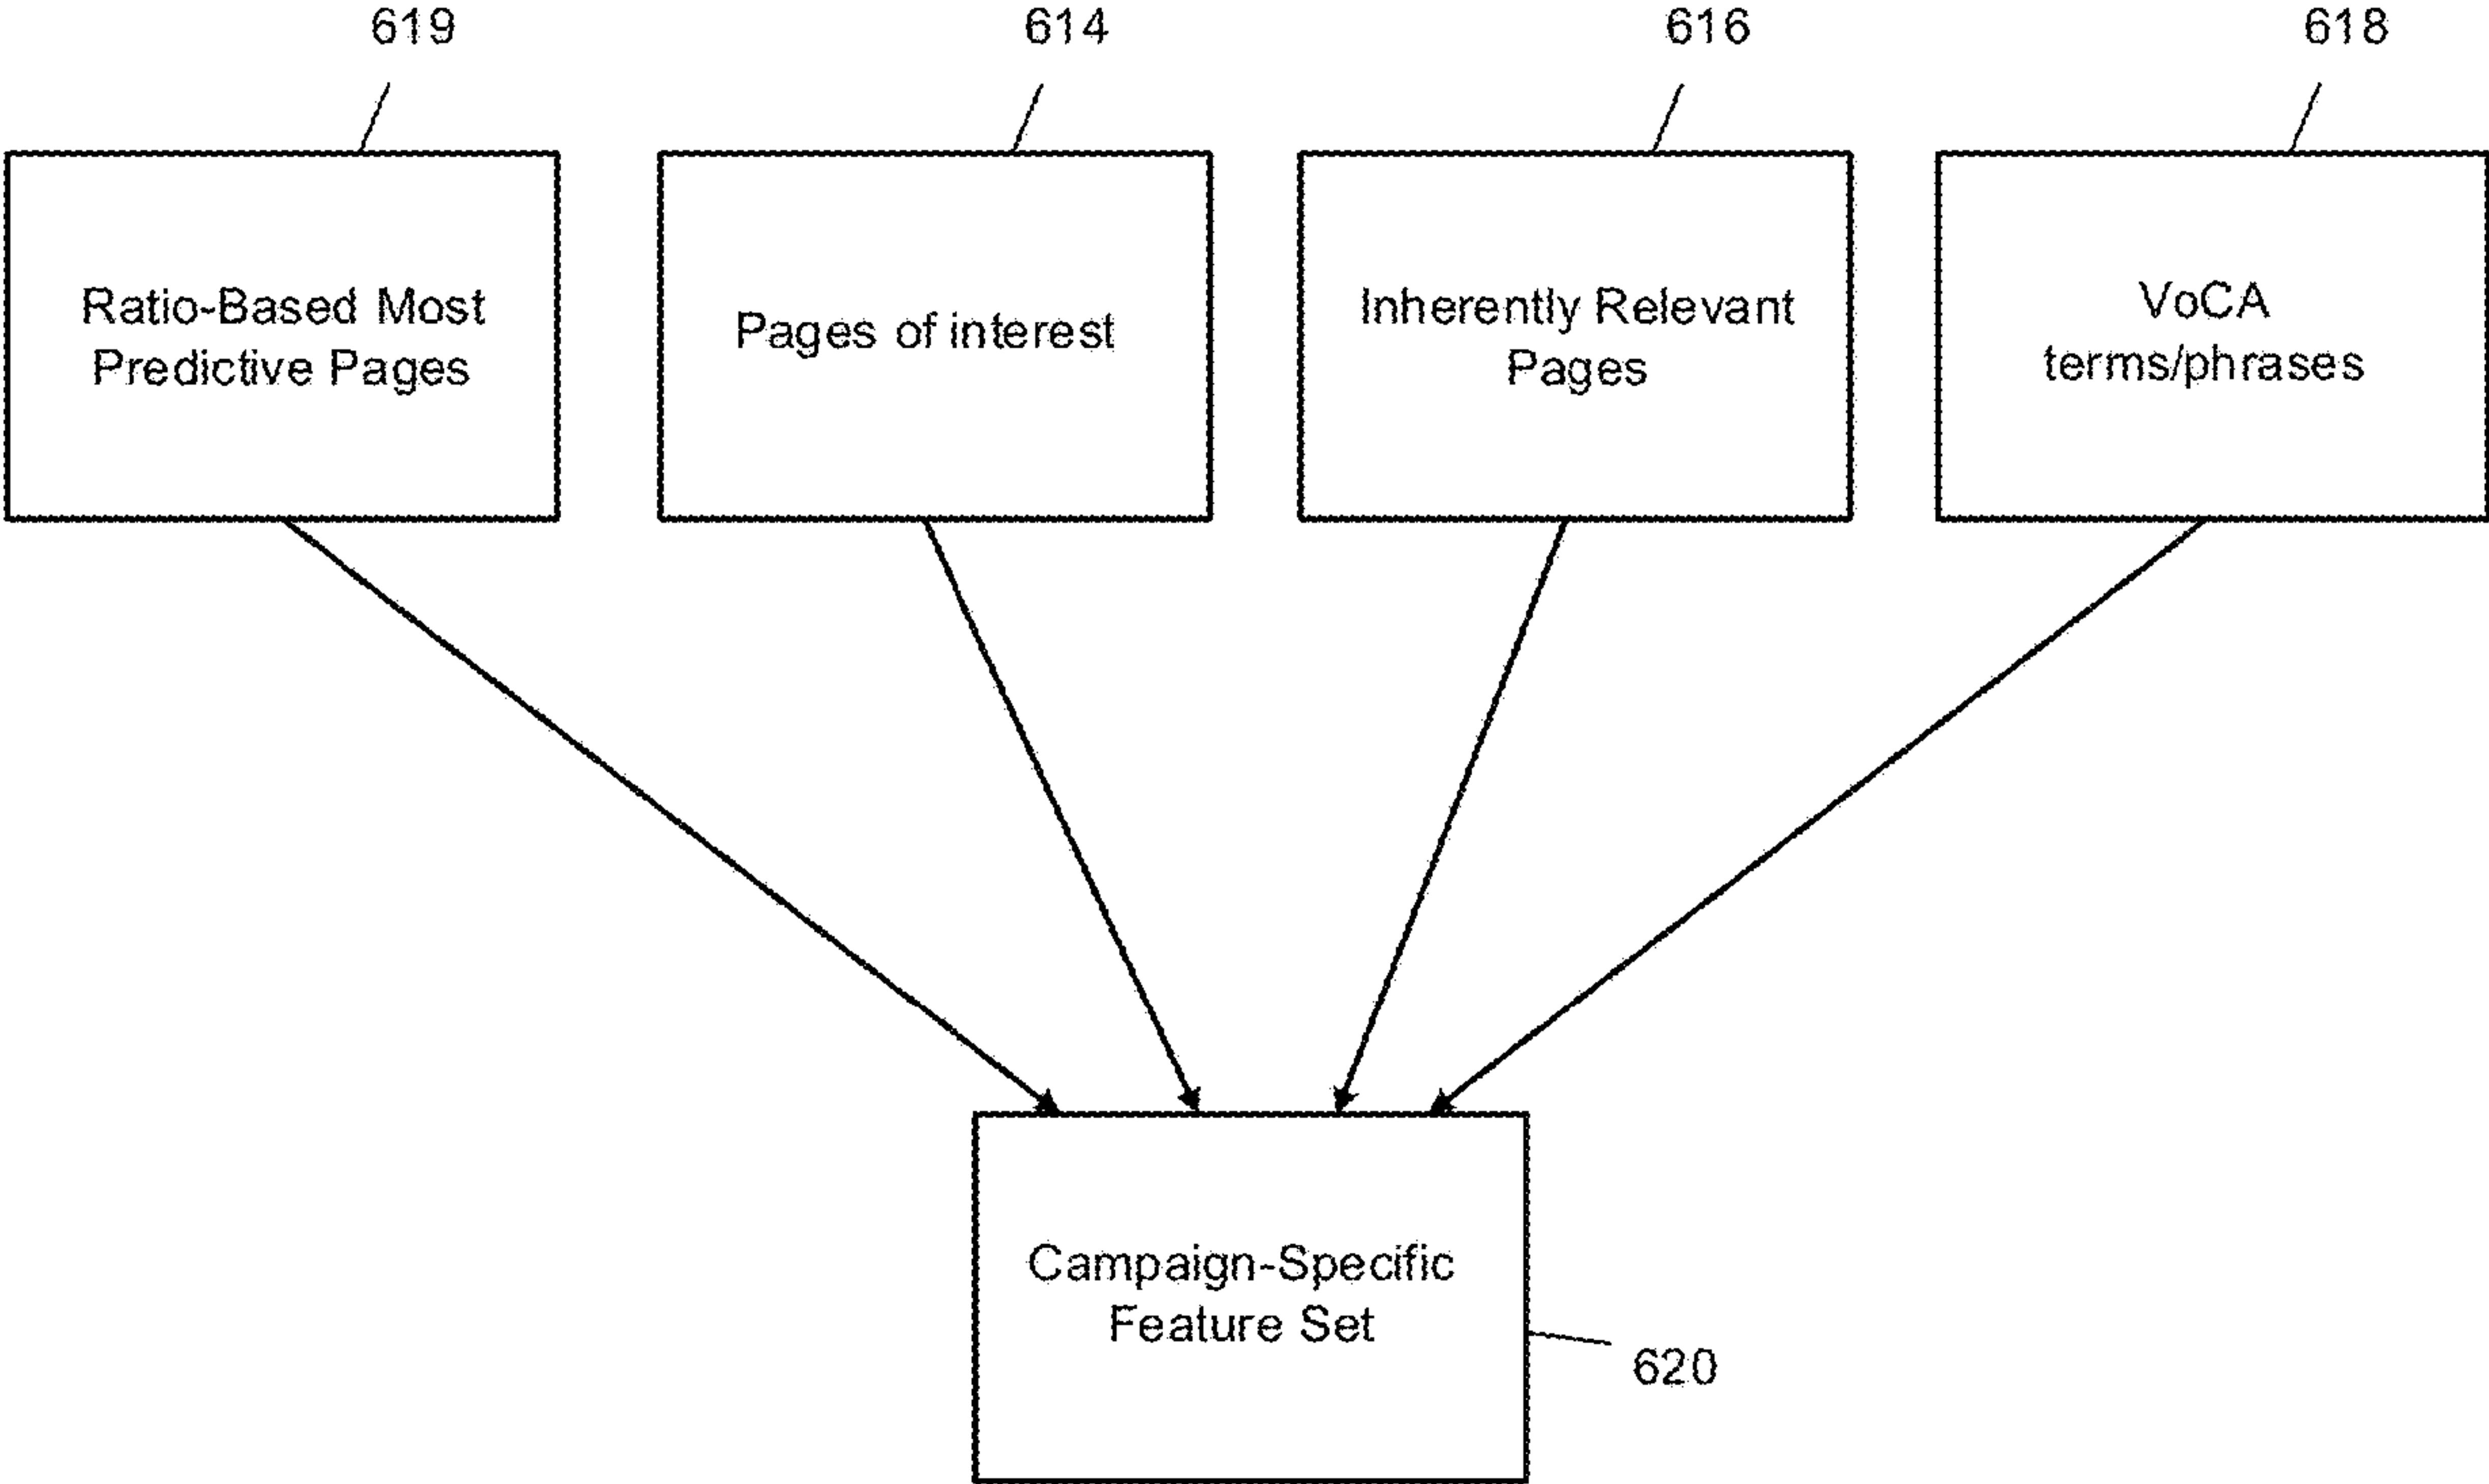 619
614
616
618
Ratio-Based Most
Predictive Pages
Pages of interest
Inherently Relevant
Pages
VoCA
terms/phrases
Campaign-Specific
Feature Set
620